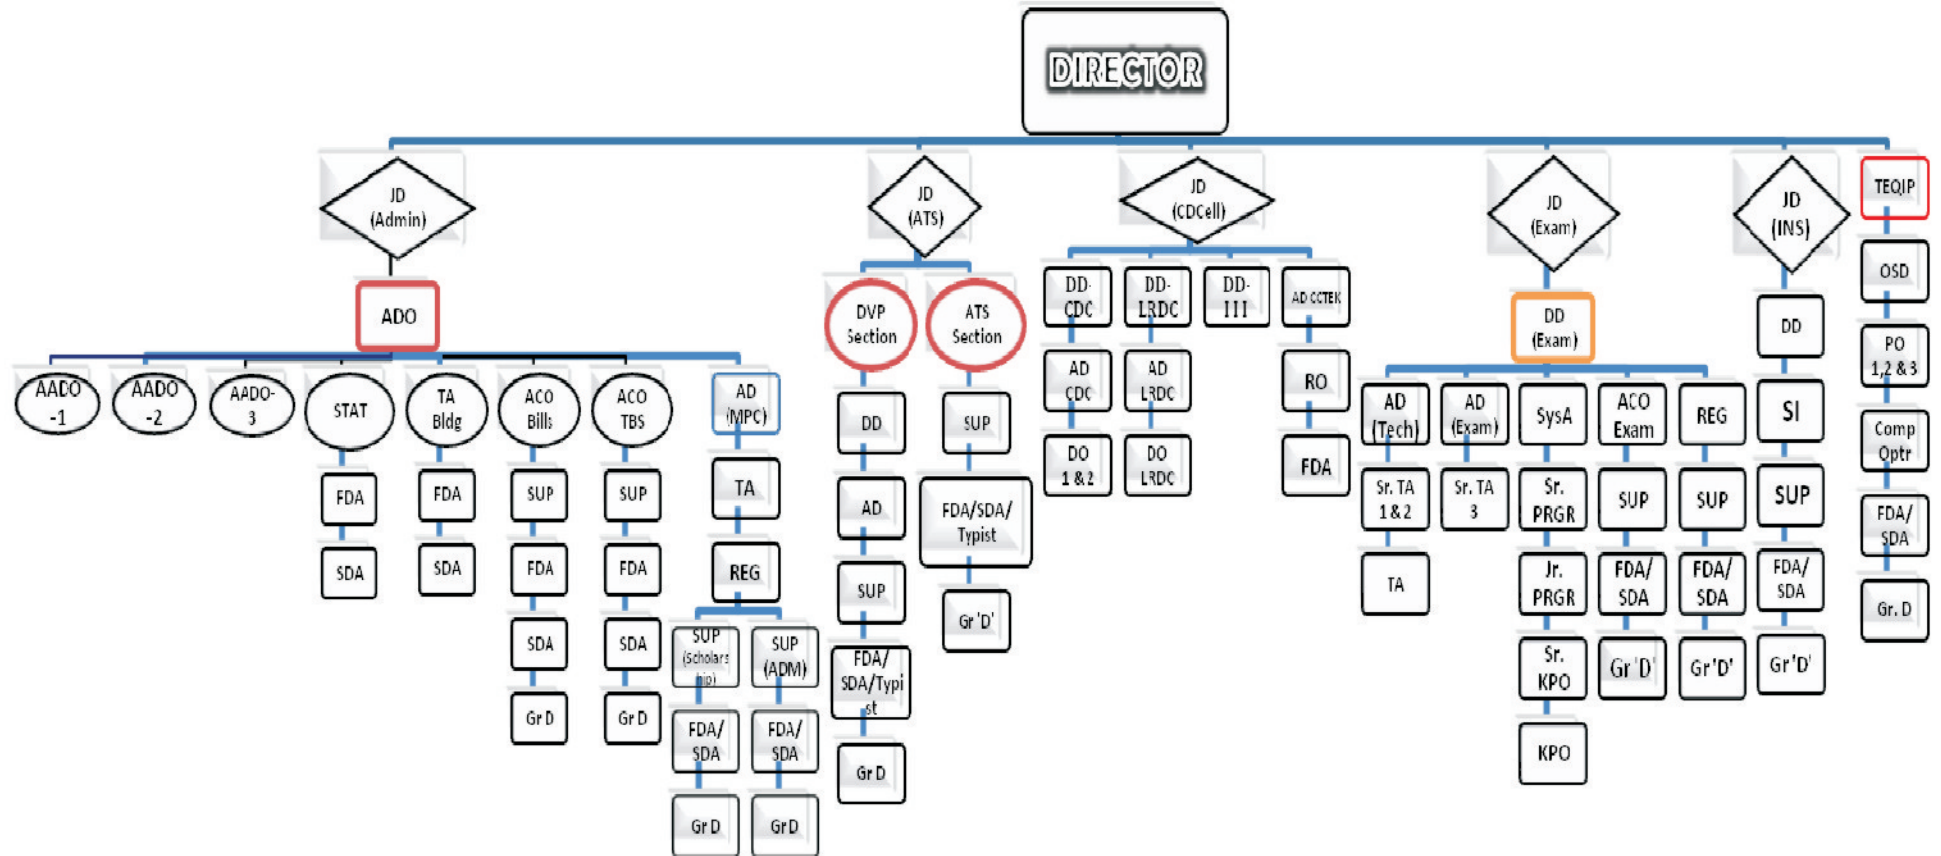 DIRECTOR
JD
(Admin)
JD
(ATS)
JD
(CDCell)
JD
(Exam)
JD
(INS)
TEQIP
ADO
AADO
-1
AADO
-2
AADO-
3
STAT
TA
Bldg
ACO
Bills
ACO
TBS
AD
(MPC)
FDA
SDA
FDA
SDA
SUP
FDA
SDA
Gr D
SUP
FDA
SDA
Gr D
TA
REG
SUP
(Scholars
hip)
FDA/
SDA
Gr D
SUP
(ADM)
FDA/
SDA
Gr D
DVP
Section
DD
AD
SUP
FDA/
SDA/Typi
st
Gr D
ATS
Section
SUP
FDA/SDA/
Typist
Gr 'D'
DD-
CDC
AD
CDC
DO
1 & 2
DD-
LRDC
AD
LRDC
DO
LRDC
DD-
III
AD CCTEK
RO
FDA
DD
(Exam)
AD
(Tech)
Sr. TA
1 & 2
TA
AD
(Exam)
Sr. TA
3
SysA
Sr.
PRGR
Jr.
PRGR
Sr.
KPO
KPO
ACO
Exam
SUP
FDA/
SDA
Gr 'D'
REG
SUP
FDA/
SDA
Gr 'D'
DD
SI
SUP
FDA/
SDA
Gr 'D'
OSD
PO
1,2 & 3
Comp
Optr
FDA/
SDA
Gr. D